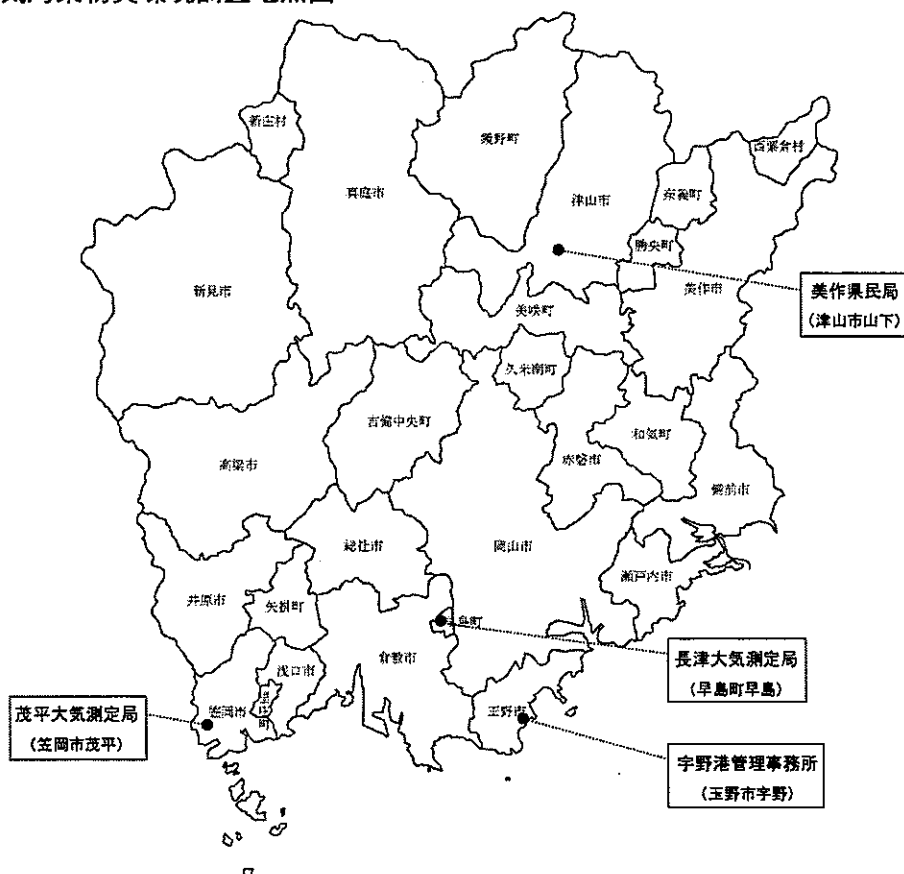 新庄村
鏡野町
西粟倉村
真庭市
津山市
奈義町
勝央町
新見市
美作市
美咲町
美作県民局
(津山市山下)
久米南町
吉備中央町
和気町
高梁市
赤磐市
備前市
総社市
岡山市
瀬戸内市
井原市
矢掛町
島町
浅口市
倉敷市
長津大気測定局
(早島町早島)
笠岡市
里庄町
玉野市
茂平大気測定局
(笠岡市茂平)
宇野港管理事務所
(玉野市宇野)